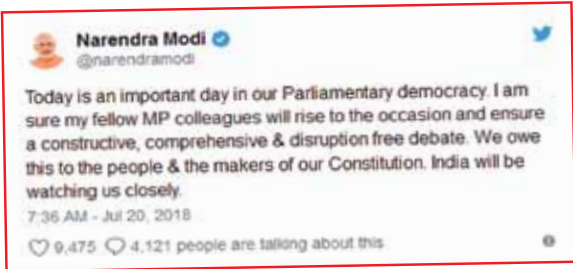 Narendra Modi
@narendramodi
Today is an important day in our Parliamentary democracy. I am
sure my fellow MP colleagues will rise to the occasion and ensure
a constructive, comprehensive & disruption free debate. We owe
this to the people & the makers of our Constitution. India will be
watching us closely.
7:36 AM - Jul 20, 2018
9,475 4,121 people are talking about this